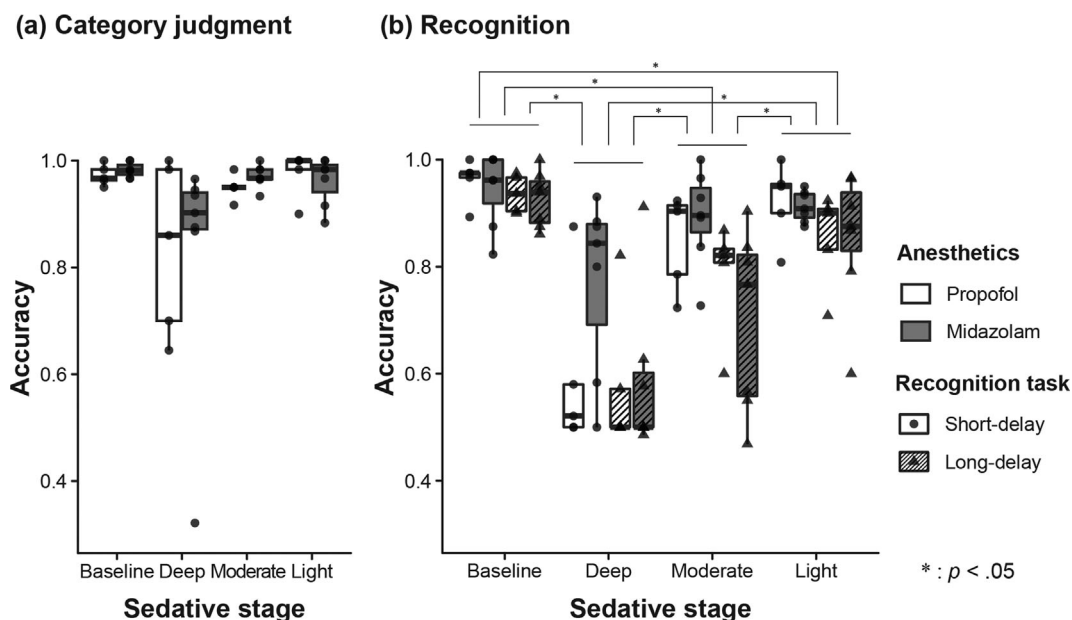 (a) Category judgment
(b) Recognition
*
*
*
*
*
*
1.0
0.8
0.6
0.4
Accuracy
Baseline Deep Moderate Light
Sedative stage
1.0
0.8
0.6
0.4
Accuracy
Baseline Deep Moderate Light
Sedative stage
Anesthetics
Propofol
Midazolam
Recognition task
Short-delay
Long-delay
* : p < .05